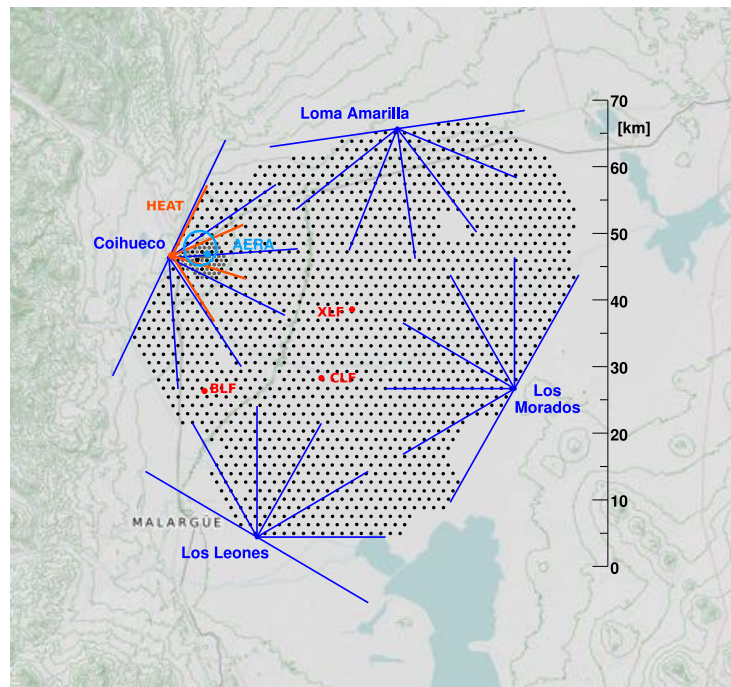 Loma Amarilla
70
[km]
60
HEAT
Coihueco
AERA
50
40
XLF
30
CLF
BLF
Los
Morados
20
MALARGÜE
10
Los Leones
0